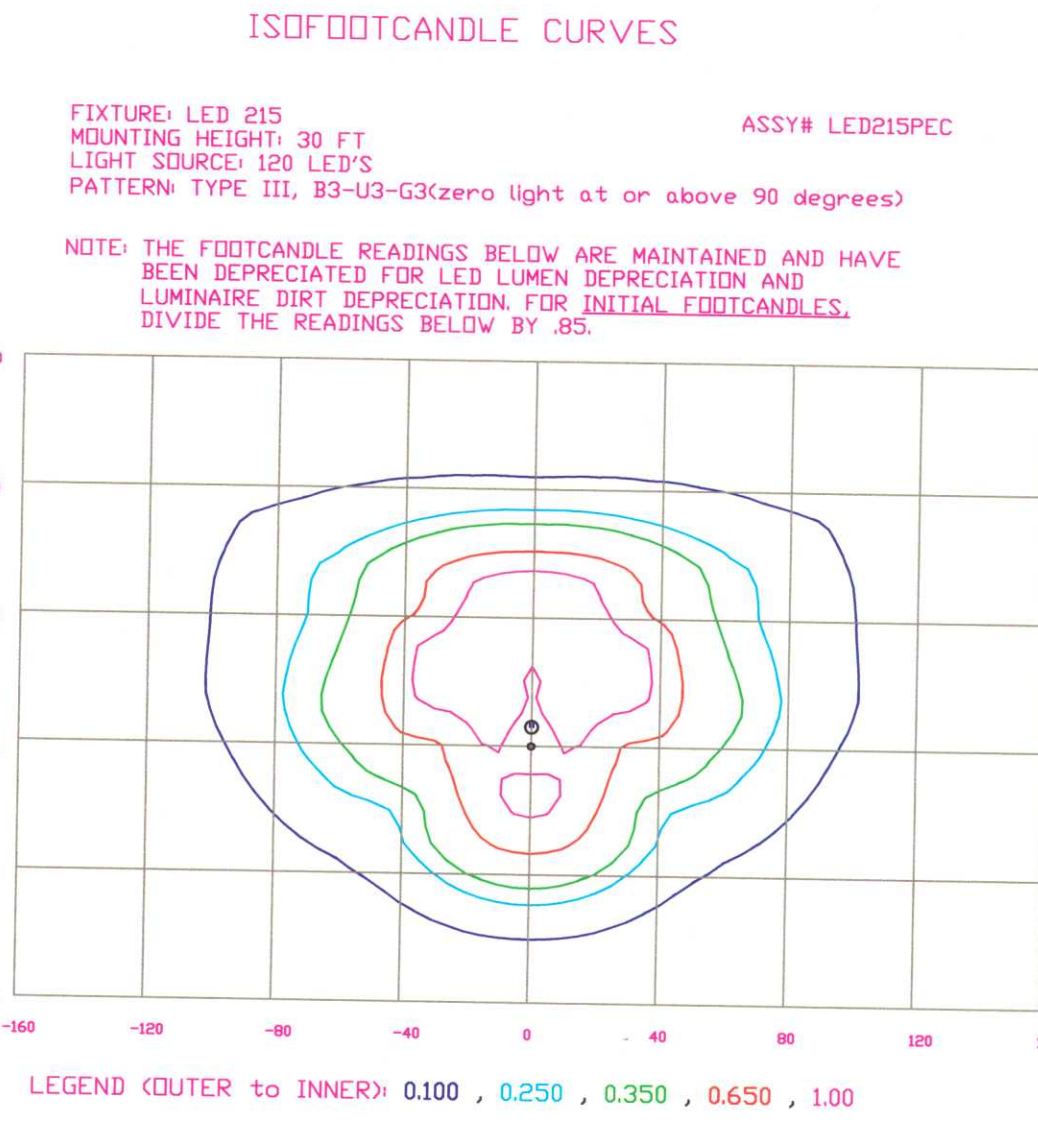 ISOFOOTCANDLE CURVES
FIXTURE: LED 215
ASSY# LED215PEC
MOUNTING HEIGHT: 30 FT
LIGHT SOURCE: 120 LED'S
PATTERN: TYPE III, B3-U3-G3(zero light at or above 90 degrees)
NOTE: THE FOOTCANDLE READINGS BELOW ARE MAINTAINED AND HAVE
BEEN DEPRECIATED FOR LED LUMEN DEPRECIATION AND
LUMINAIRE DIRT DEPRECIATION. FOR INITIAL FOOTCANDLES,
DIVIDE THE READINGS BELOW BY .85.
-160 -120 -80 -40 0 40 80 120
LEGEND (OUTER to INNER): 0.100 , 0.250 , 0.350 , 0.650 , 1.00